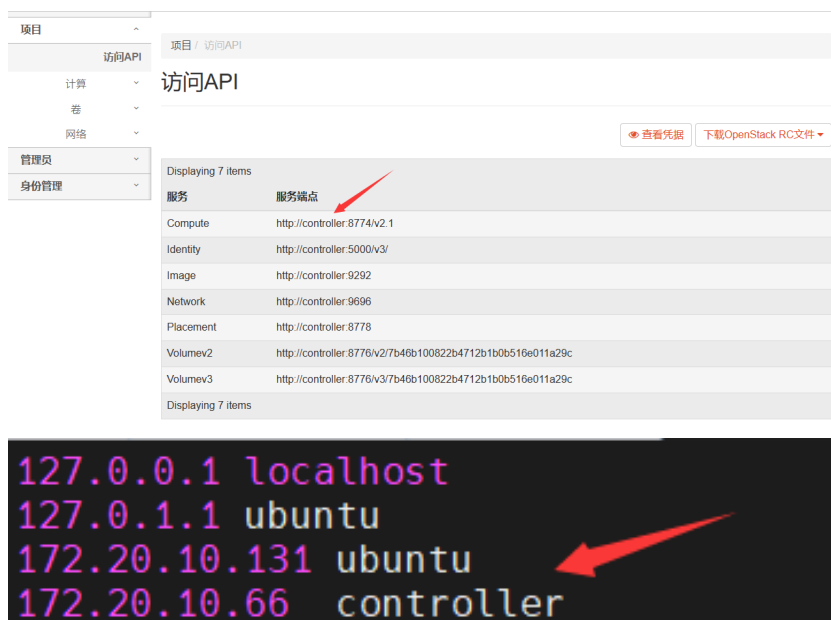 项目
访问API
计算
卷
网络
管理员
身份管理
项目 / 访问API
访问API
查看凭据 下载OpenStack RC文件
Displaying 7 items
服务 服务端点
Compute http://controller:8774/v2.1
Identity http://controller:5000/v3/
Image http://controller:9292
Network http://controller:9696
Placement http://controller:8778
Volumev2 http://controller:8776/v2/7b46b100822b4712b1b0b516e011a29c
Volumev3 http://controller:8776/v3/7b46b100822b4712b1b0b516e011a29c
Displaying 7 items
127.0.0.1 localhost
127.0.1.1 ubuntu
172.20.10.131 ubuntu
172.20.10.66 controller